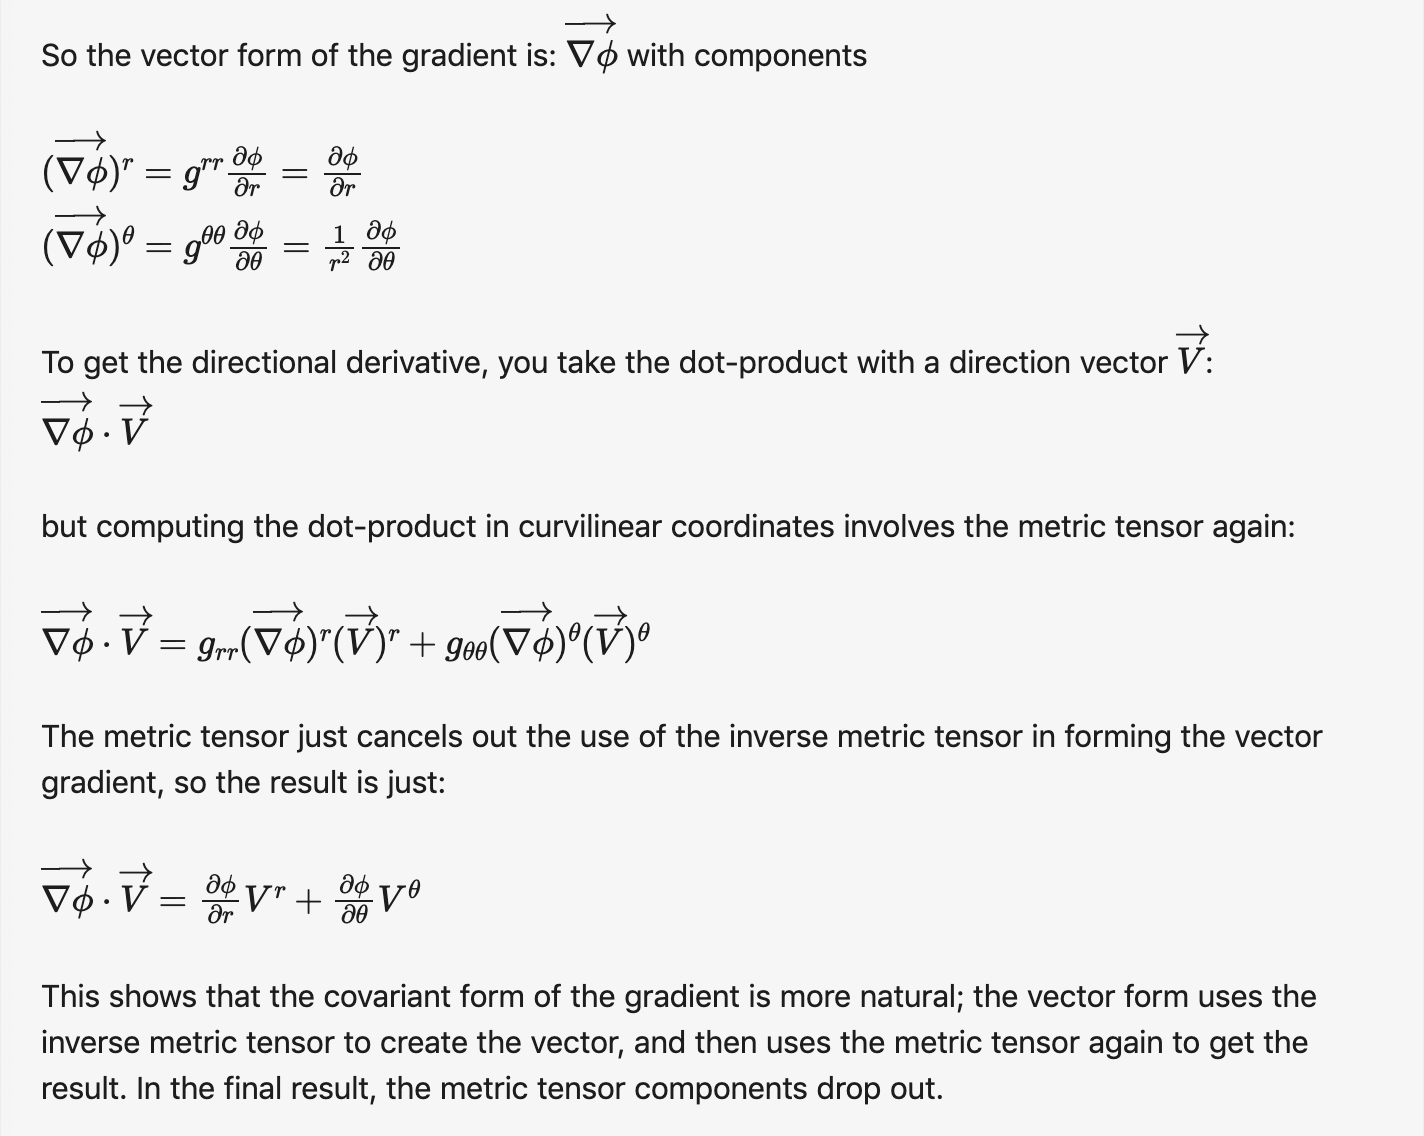 So the vector form of the gradient is: $\overrightarrow{\nabla \phi}$ with components
$(\overrightarrow{\nabla \phi})^r = g^{rr} \frac{\partial \phi}{\partial r} = \frac{\partial \phi}{\partial r}$
$(\overrightarrow{\nabla \phi})^\theta = g^{\theta\theta} \frac{\partial \phi}{\partial \theta} = \frac{1}{r^2} \frac{\partial \phi}{\partial \theta}$
To get the directional derivative, you take the dot-product with a direction vector $\overrightarrow{V}$:
$\overrightarrow{\nabla \phi} \cdot \overrightarrow{V}$
but computing the dot-product in curvilinear coordinates involves the metric tensor again:
$\overrightarrow{\nabla \phi} \cdot \overrightarrow{V} = g_{rr} (\overrightarrow{\nabla \phi})^r (\overrightarrow{V})^r + g_{\theta\theta} (\overrightarrow{\nabla \phi})^\theta (\overrightarrow{V})^\theta$
The metric tensor just cancels out the use of the inverse metric tensor in forming the vector
gradient, so the result is just:
$\overrightarrow{\nabla \phi} \cdot \overrightarrow{V} = \frac{\partial \phi}{\partial r} V^r + \frac{\partial \phi}{\partial \theta} V^\theta$
This shows that the covariant form of the gradient is more natural; the vector form uses the
inverse metric tensor to create the vector, and then uses the metric tensor again to get the
result. In the final result, the metric tensor components drop out.